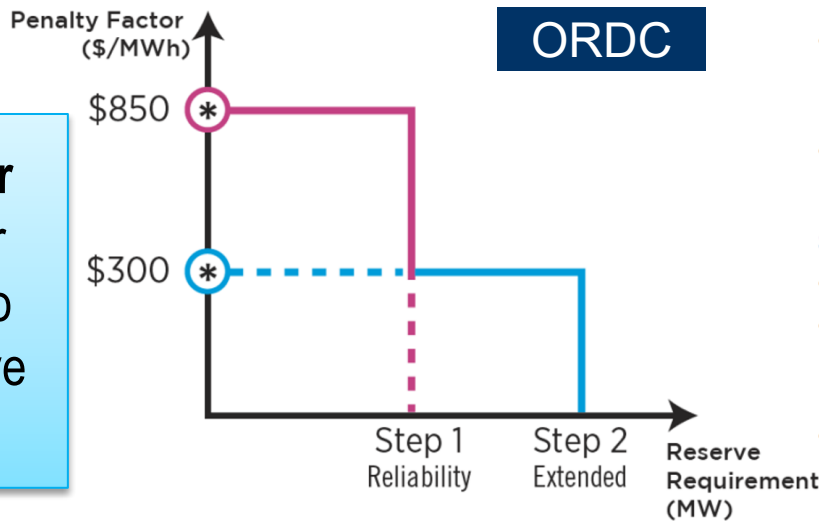 Penalty Factor
($/MWh)
ORDC
$850
*
$300
*
Step 1
Reliability
Step 2
Extended
Reserve
Requirement
(MW)